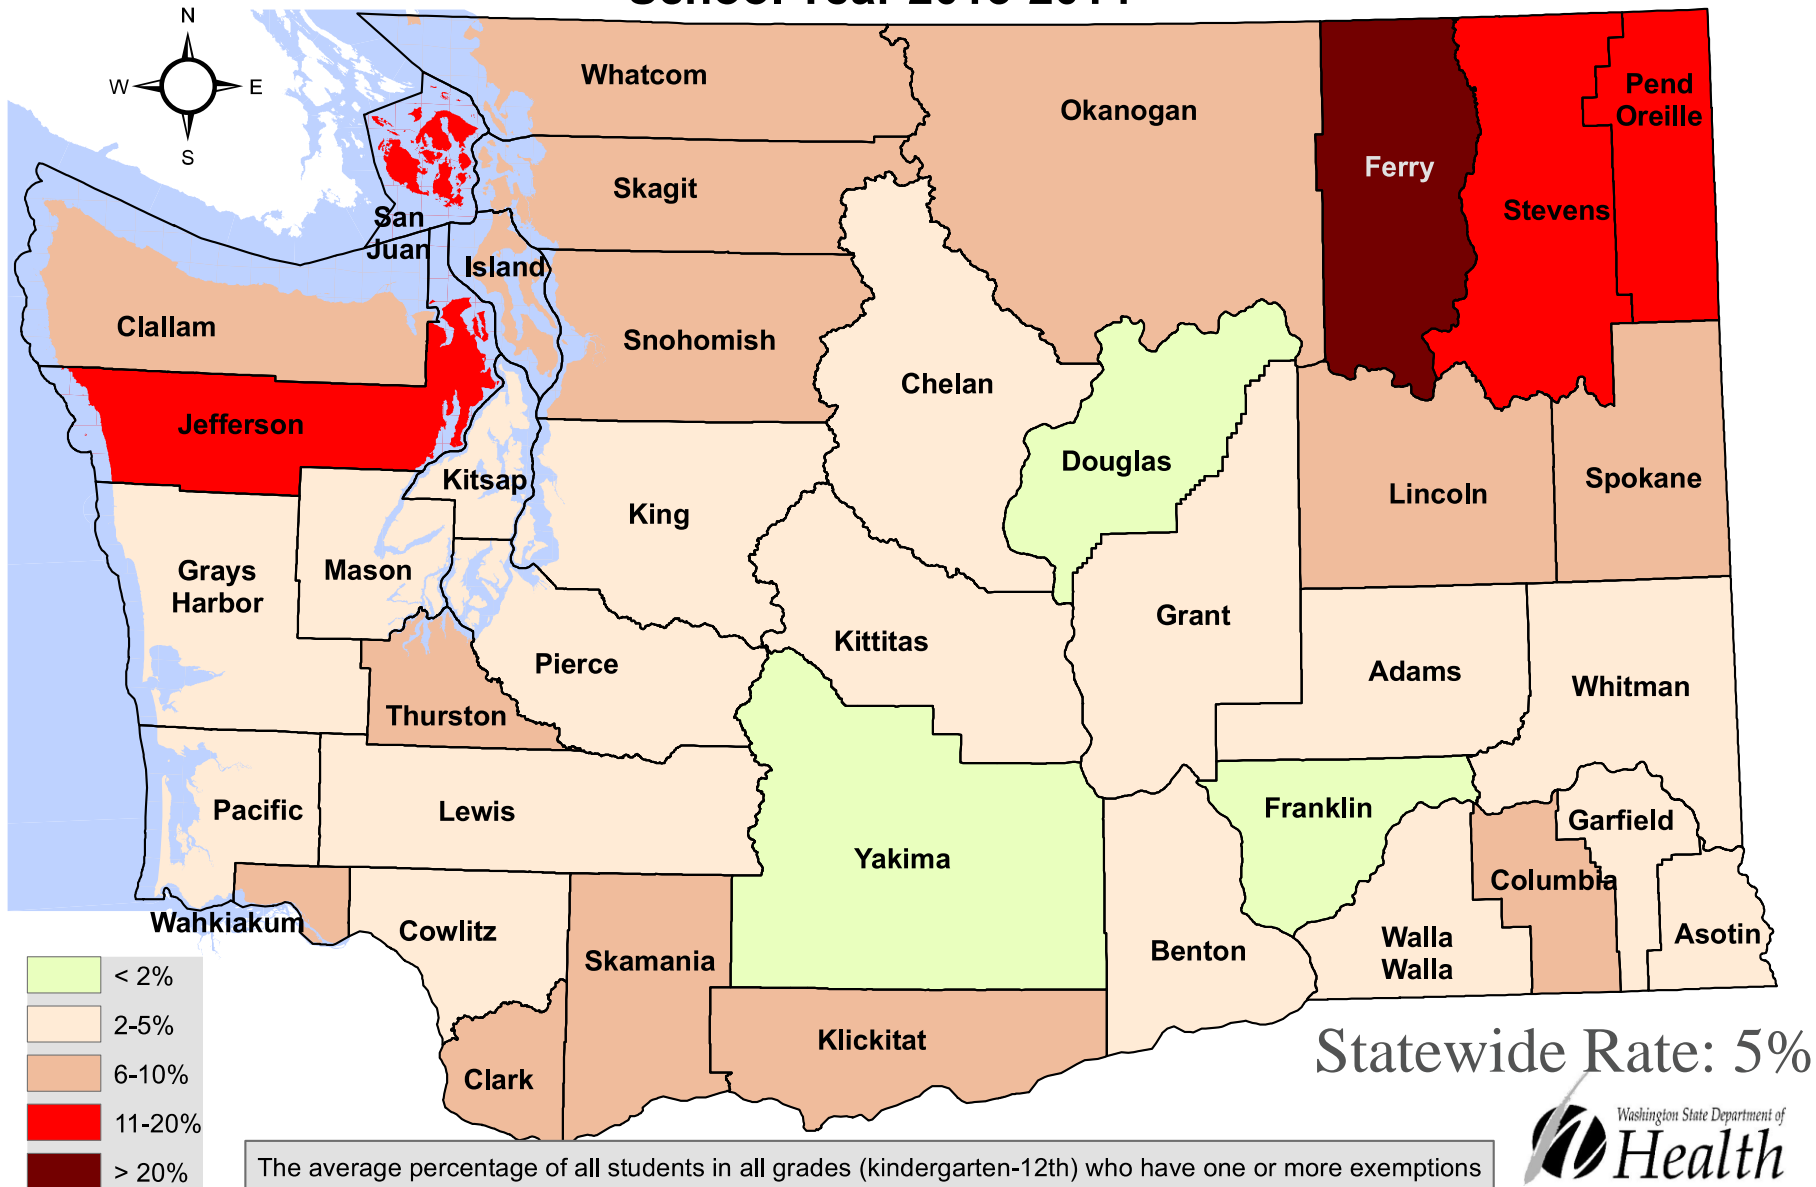 School Year 2013-2014
N
W
E
S
Whatcom
Okanogan
Pend
Oreille
Ferry
Skagit
Stevens
San
Juan
Island
Clallam
Snohomish
Chelan
Jefferson
Douglas
Kitsap
Lincoln
Spokane
King
Grays
Harbor
Mason
Grant
Kittitas
Pierce
Adams
Whitman
Thurston
Pacific
Lewis
Franklin
Garfield
Yakima
Columbia
Wahkiakum
Cowlitz
Skamania
Benton
Walla
Walla
Asotin
Klickitat
Clark
< 2%
2-5%
6-10%
11-20%
> 20%
Statewide Rate: 5%
Washington State Department of
Health
The average percentage of all students in all grades (kindergarten-12th) who have one or more exemptions